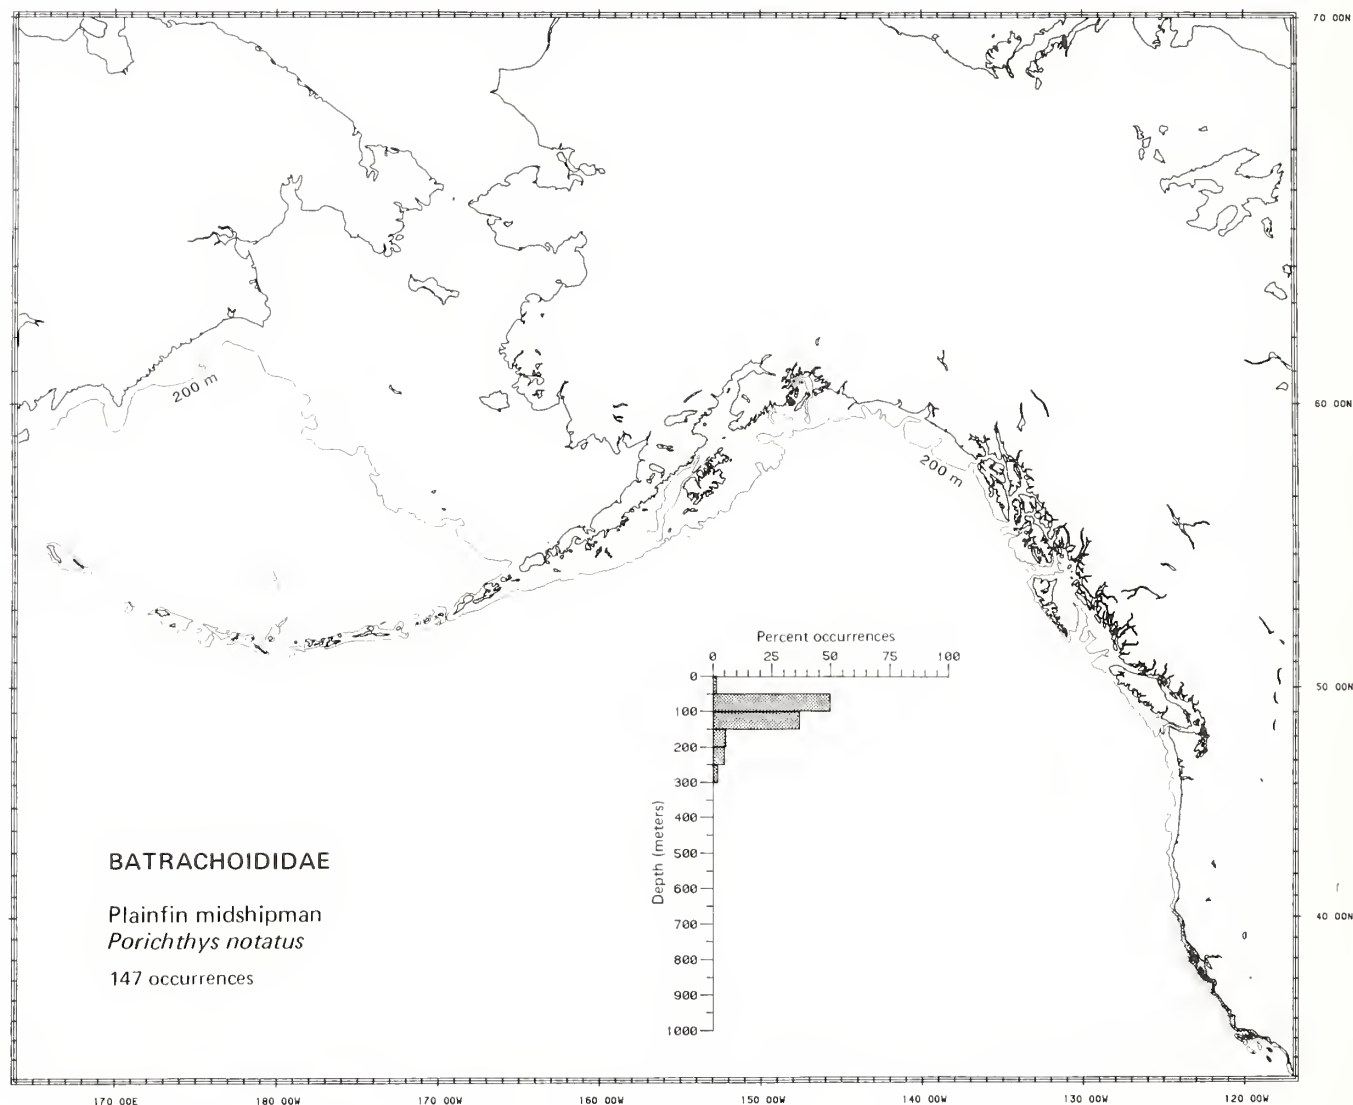 70 00N
200 m
60 00N
200 m
Percent occurrences
0 25 50 75 100
0
50 00N
100
200
300
400
500
600
700
800
900
1000
Depth (meters)
40 00N
BATRACHOIDIDAE
Plainfin midshipman
Porichthys notatus
147 occurrences
170 00E 180 00W 170 00W 160 00W 150 00W 140 00W 130 00W 120 00W